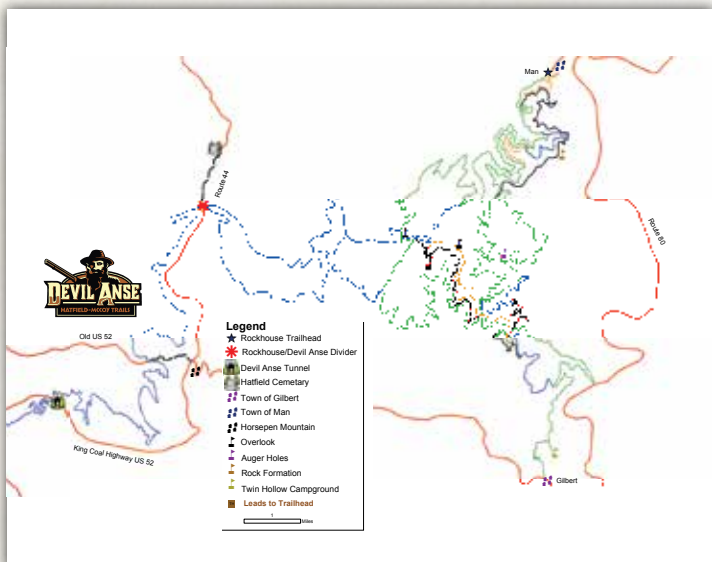 Man
Route 44
Route 80
DEVIL ANSE
HATFIELD-McCOY TRAILS
Old US 52
King Coal Highway US 52
Gilbert
Legend
Rockhouse Trailhead
Rockhouse/Devil Anse Divider
Devil Anse Tunnel
Hatfield Cemetary
Town of Gilbert
Town of Man
Horsepen Mountain
Overlook
Auger Holes
Rock Formation
Twin Hollow Campground
Leads to Trailhead
1
Miles